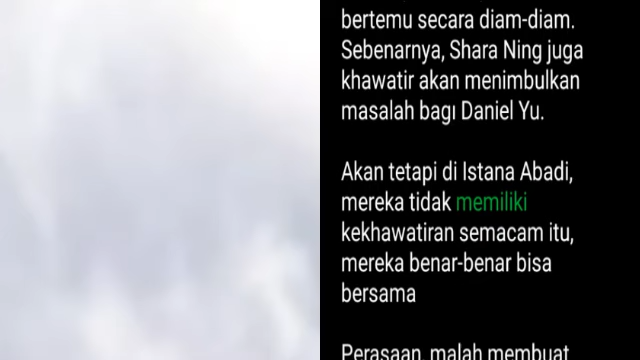 bertemu secara diam-diam.
Sebenarnya, Shara Ning juga
khawatir akan menimbulkan
masalah bagi Daniel Yu.
Akan tetapi di Istana Abadi,
mereka tidak memiliki
kekhawatiran semacam itu,
mereka benar-benar bisa
bersama
Perasaan, malah membuat